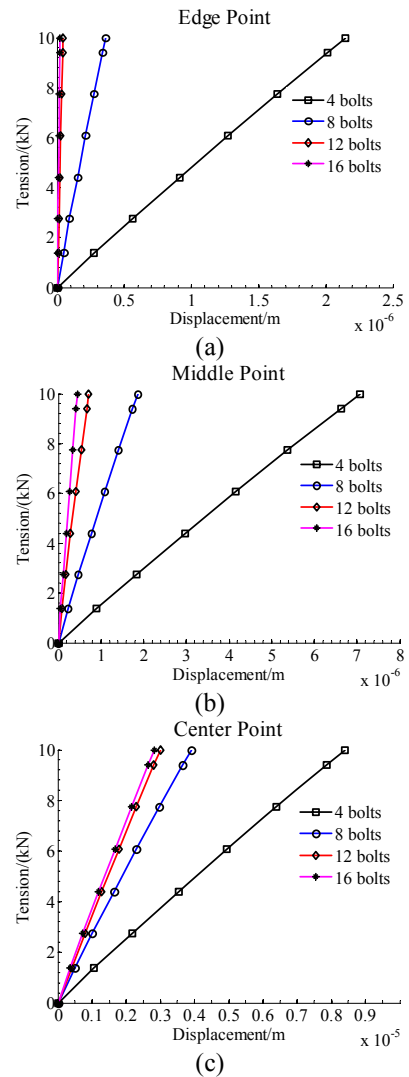 Edge Point
10
8
6
4
2
0
Tension/(kN)
4 bolts
8 bolts
12 bolts
16 bolts
0 0.5 1 1.5 2 2.5
Displacement/m
x 10⁻⁶
(a)
Middle Point
10
8
6
4
2
0
Tension/(kN)
4 bolts
8 bolts
12 bolts
16 bolts
0 1 2 3 4 5 6 7 8
Displacement/m
x 10⁻⁶
(b)
Center Point
10
8
6
4
2
0
Tension/(kN)
4 bolts
8 bolts
12 bolts
16 bolts
0 0.1 0.2 0.3 0.4 0.5 0.6 0.7 0.8 0.9
Displacement/m
x 10⁻⁵
(c)